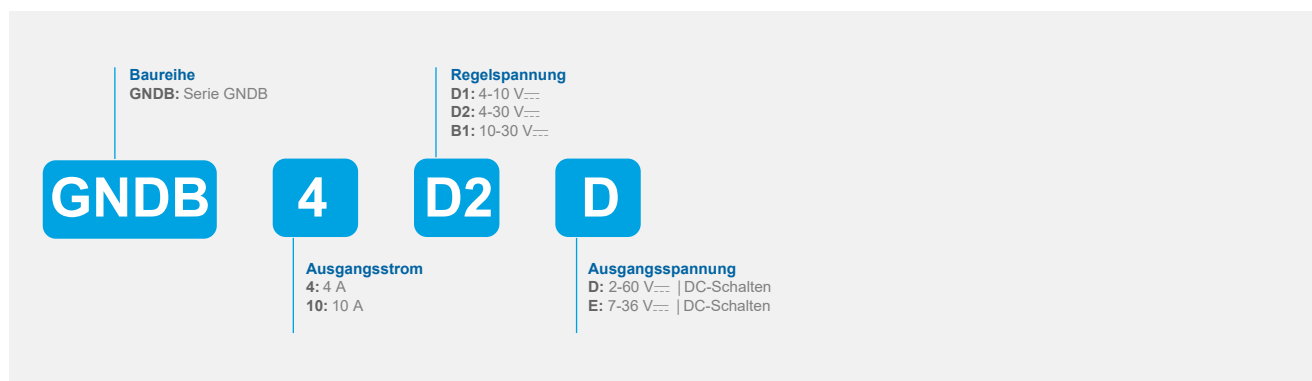 Baureihe
GNDB: Serie GNDB
Regelspannung
D1: 4-10 V⎓
D2: 4-30 V⎓
B1: 10-30 V⎓
GNDB 4 D2 D
Ausgangsstrom
4: 4 A
10: 10 A
Ausgangsspannung
D: 2-60 V⎓ | DC-Schalten
E: 7-36 V⎓ | DC-Schalten